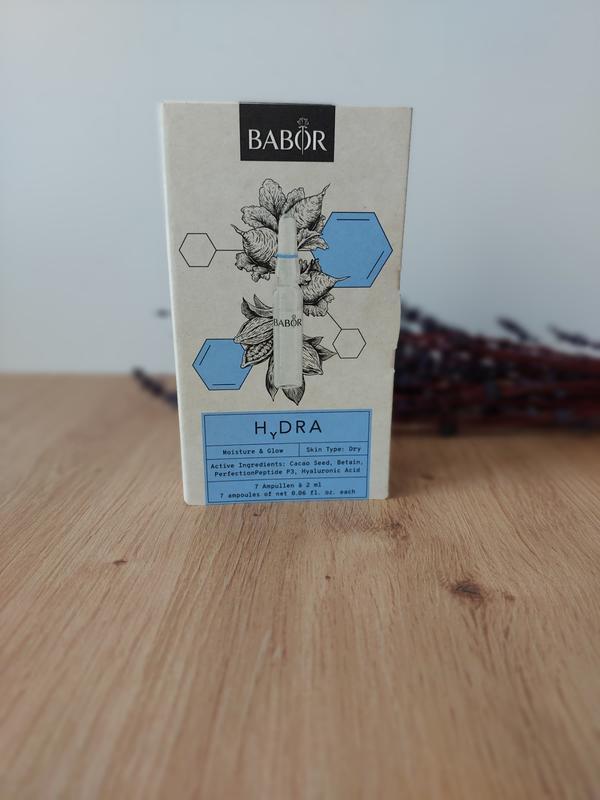 BABOR
BABOR
HYDRA
Moisture & Glow
Skin Type: Dry
Active Ingredients: Cacao Seed, Betain,
PerfectionPeptide P3, Hyaluronic Acid
7 Ampullen à 2 ml
7 ampoules of net 0.06 fl. oz. each